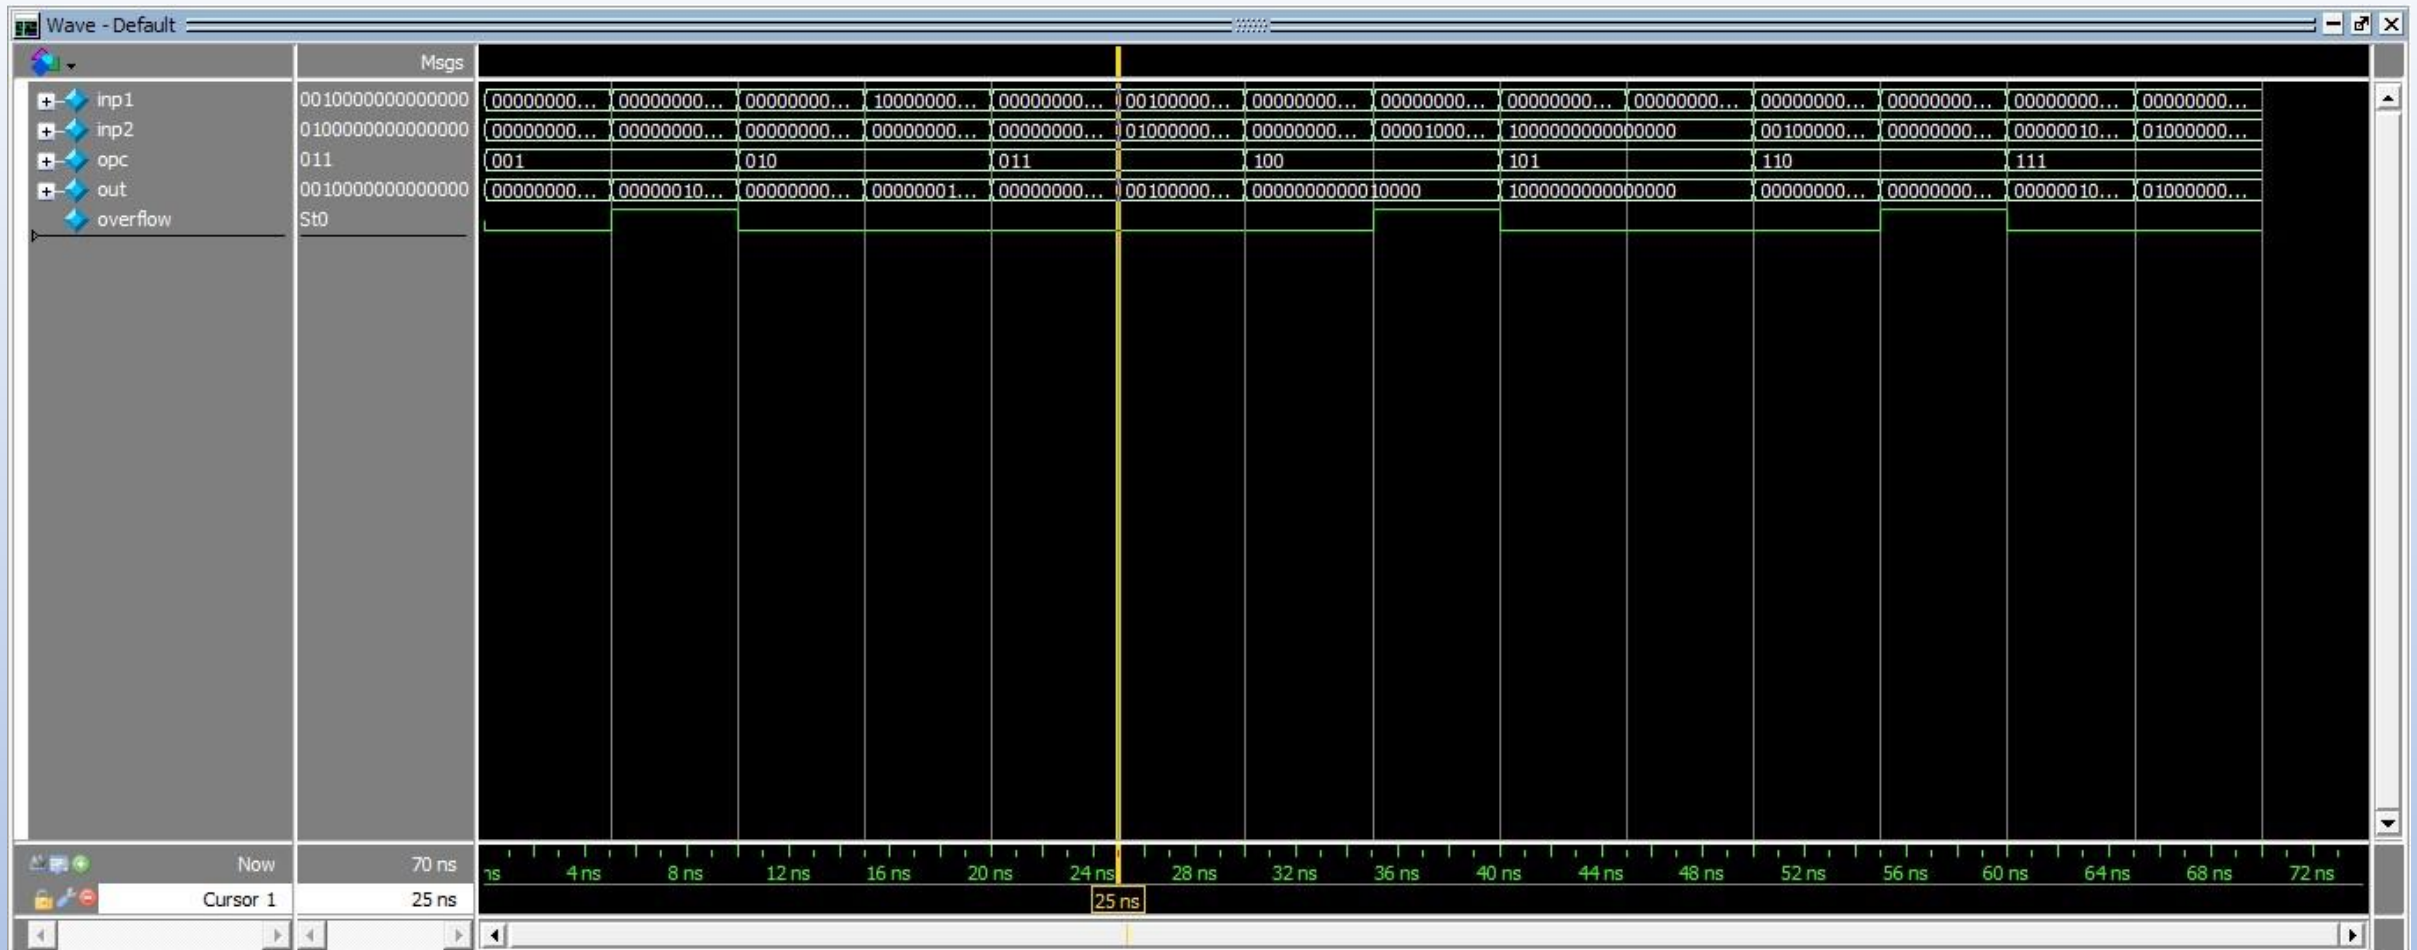 Wave - Default
Msgs
inp1 0010000000000000 00000000... 00000000... 00000000... 10000000... 00000000... 00100000... 00000000... 00000000... 00000000... 00000000... 00000000... 00000000... 00000000... 00000000...
inp2 0100000000000000 00000000... 00000000... 00000000... 00000000... 00000000... 01000000... 00000000... 00001000... 1000000000000000 00100000... 00000000... 00000010... 01000000...
opc 011 001 010 011 100 101 110 111
out 0010000000000000 00000000... 00000010... 00000000... 00000001... 00000000... 00100000... 0000000000010000 1000000000000000 00000000... 00000000... 00000010... 01000000...
overflow St0
Now 70 ns ns 4 ns 8 ns 12 ns 16 ns 20 ns 24 ns 28 ns 32 ns 36 ns 40 ns 44 ns 48 ns 52 ns 56 ns 60 ns 64 ns 68 ns 72 ns
Cursor 1 25 ns 25 ns